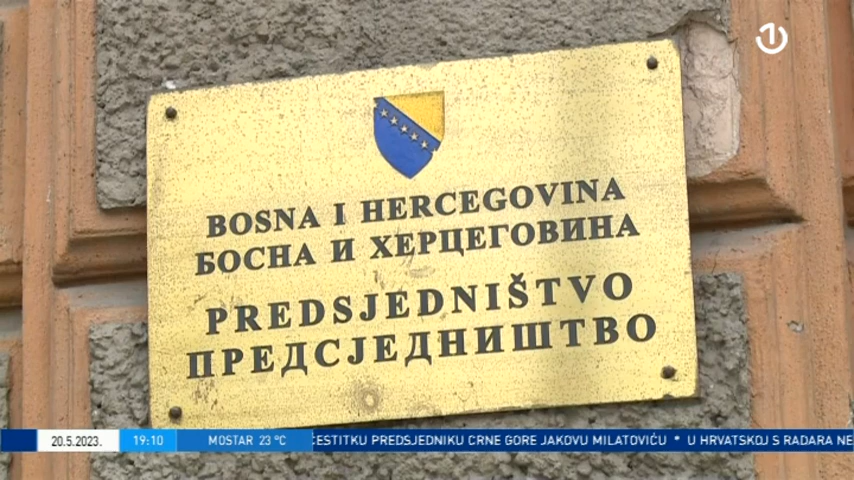 BOSNA I HERCEGOVINA
БОСНА И ХЕРЦЕГОВИНА
PREDSJEDNIŠTVO
ПРЕДСЈЕДНИШТВО
20.5.2023. 19:10 MOSTAR 23 °C ČESTITKU PREDSJEDNIKU CRNE GORE JAKOVU MILATOVIĆU * U HRVATSKOJ S RADARA NE